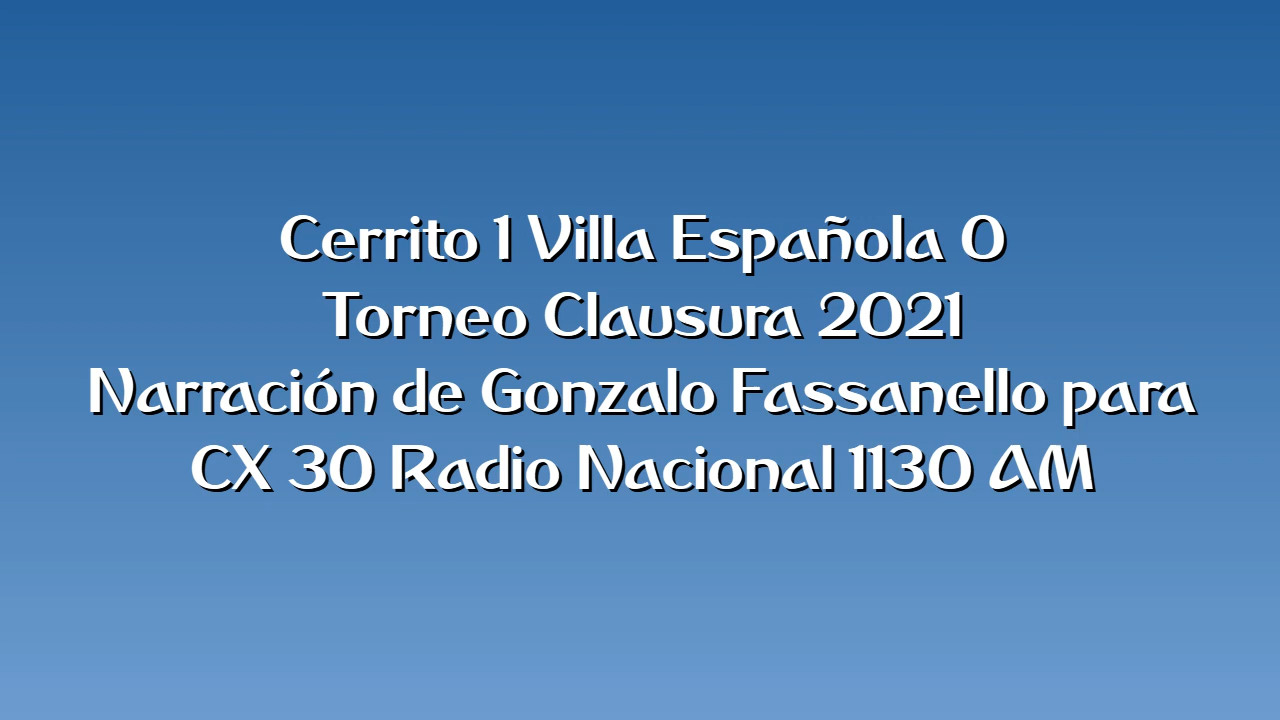 Cerrito 1 Villa Española 0
Torneo Clausura 2021
Narración de Gonzalo Fassanello para
CX 30 Radio Nacional 1130 AM